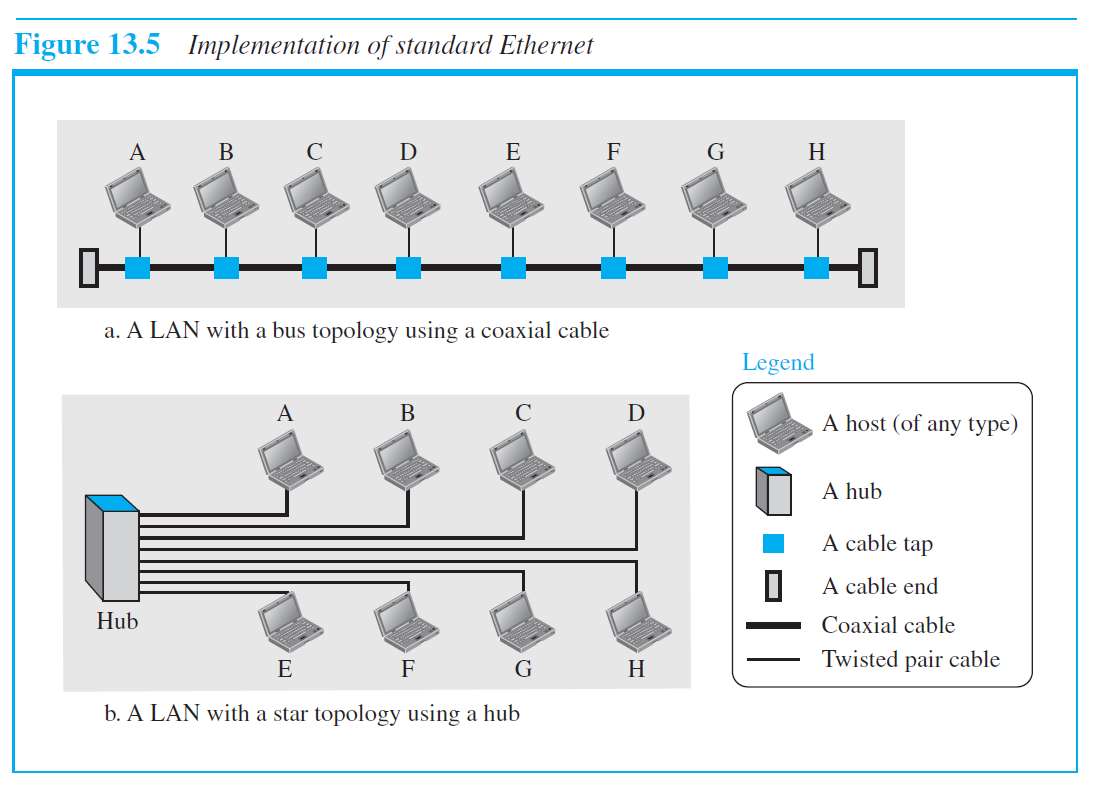 Figure 13.5 Implementation of standard Ethernet
A B C D E F G H
a. A LAN with a bus topology using a coaxial cable
A B C D
Hub
E F G H
b. A LAN with a star topology using a hub
Legend
A host (of any type)
A hub
A cable tap
A cable end
Coaxial cable
Twisted pair cable